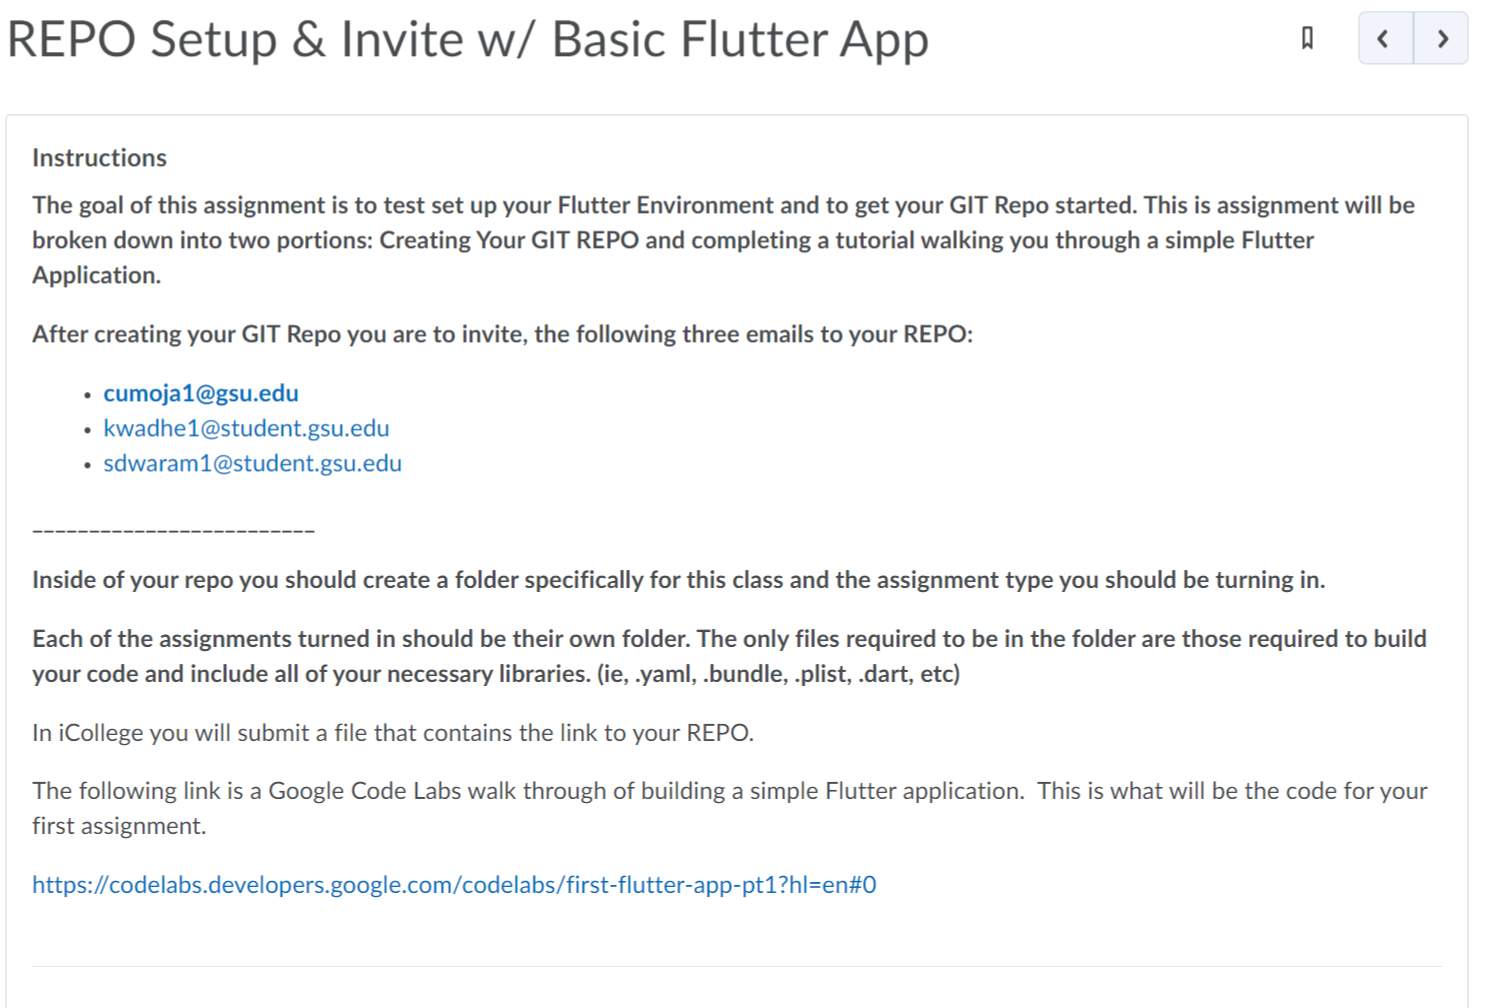 REPO Setup & Invite w/ Basic Flutter App
Instructions
The goal of this assignment is to test set up your Flutter Environment and to get your GIT Repo started. This is assignment will be
broken down into two portions: Creating Your GIT REPO and completing a tutorial walking you through a simple Flutter
Application.
After creating your GIT Repo you are to invite, the following three emails to your REPO:
• cumoja1@gsu.edu
• kwadhe1@student.gsu.edu
• sdwaram1@student.gsu.edu
_________________________
Inside of your repo you should create a folder specifically for this class and the assignment type you should be turning in.
Each of the assignments turned in should be their own folder. The only files required to be in the folder are those required to build
your code and include all of your necessary libraries. (ie, .yaml, .bundle, .plist, .dart, etc)
In iCollege you will submit a file that contains the link to your REPO.
The following link is a Google Code Labs walk through of building a simple Flutter application.  This is what will be the code for your
first assignment.
https://codelabs.developers.google.com/codelabs/first-flutter-app-pt1?hl=en#0